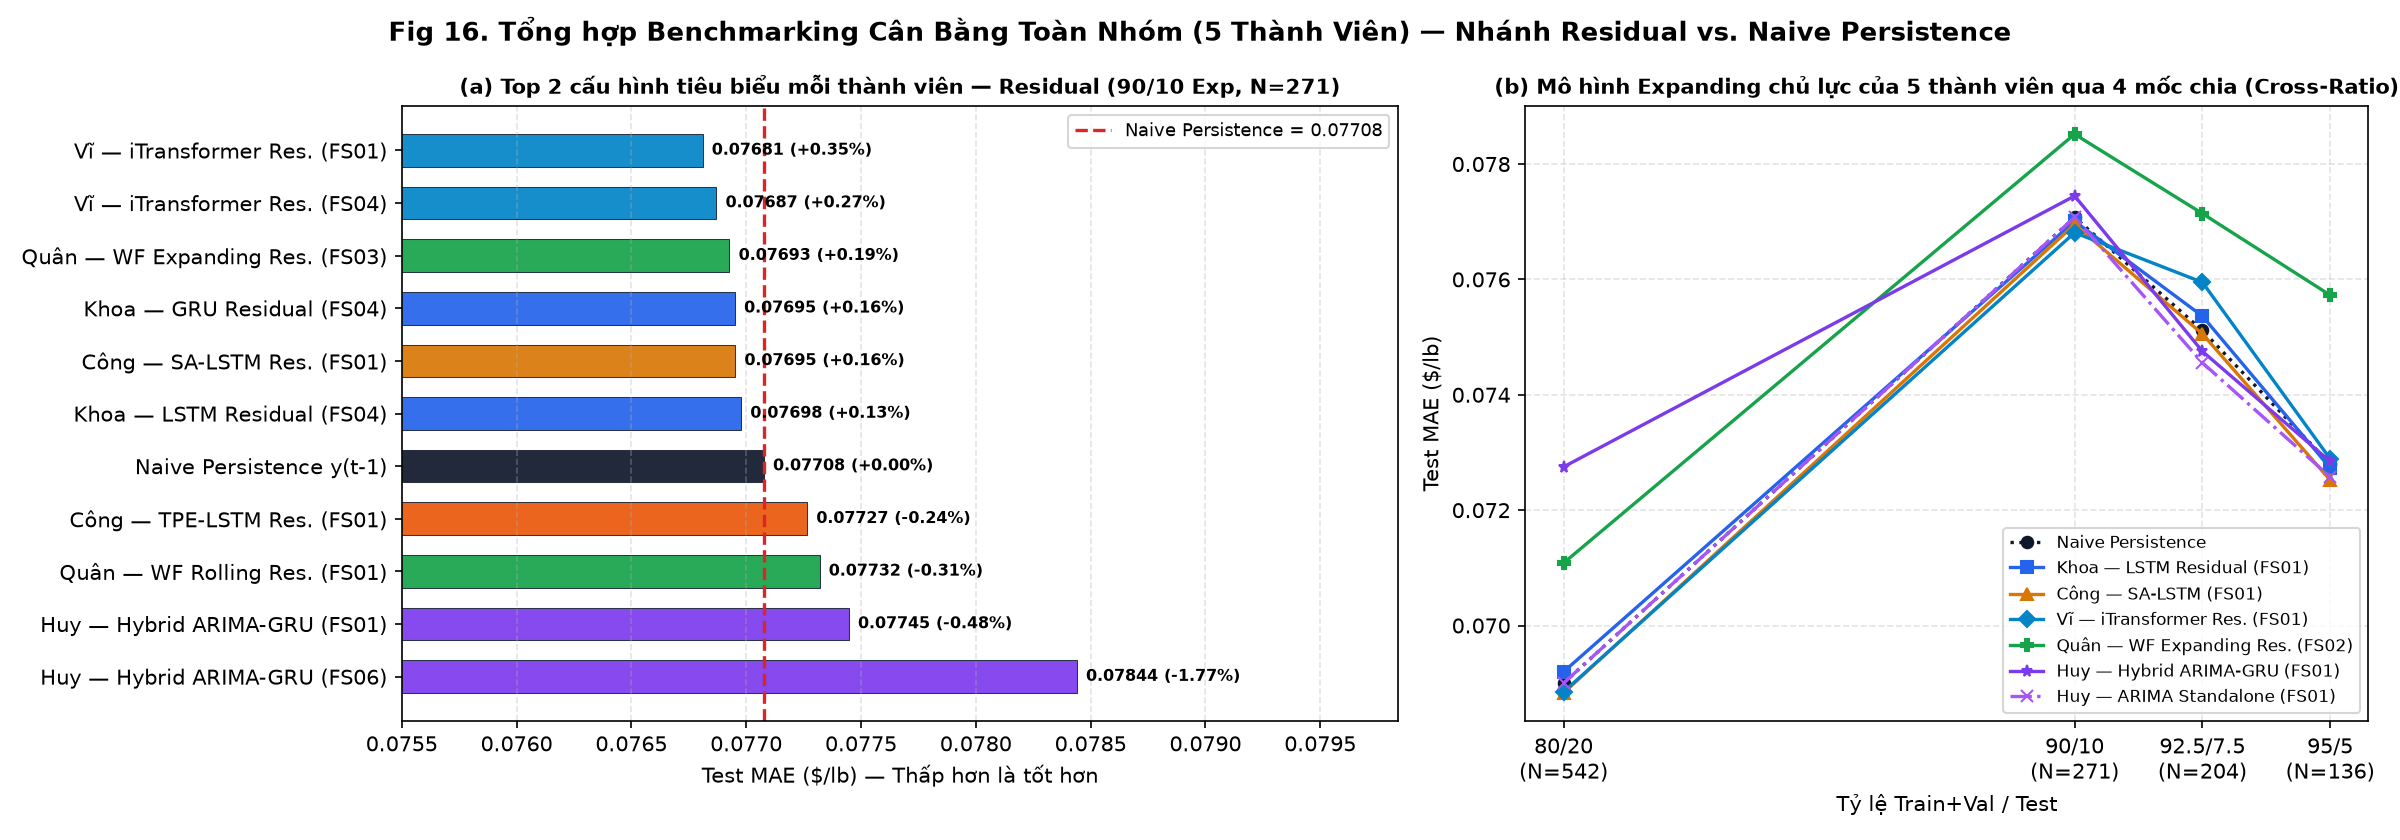 Fig 16. Tổng hợp Benchmarking Cân Bằng Toàn Nhóm (5 Thành Viên) — Nhánh Residual vs. Naive Persistence
(a) Top 2 cấu hình tiêu biểu mỗi thành viên — Residual (90/10 Exp, N=271)
Naive Persistence = 0.07708
Vĩ — iTransformer Res. (FS01)
0.07681 (+0.35%)
Vĩ — iTransformer Res. (FS04)
0.07687 (+0.27%)
Quân — WF Expanding Res. (FS03)
0.07693 (+0.19%)
Khoa — GRU Residual (FS04)
0.07695 (+0.16%)
Công — SA-LSTM Res. (FS01)
0.07695 (+0.16%)
Khoa — LSTM Residual (FS04)
0.07698 (+0.13%)
Naive Persistence y(t-1)
0.07708 (+0.00%)
Công — TPE-LSTM Res. (FS01)
0.07727 (-0.24%)
Quân — WF Rolling Res. (FS01)
0.07732 (-0.31%)
Huy — Hybrid ARIMA-GRU (FS01)
0.07745 (-0.48%)
Huy — Hybrid ARIMA-GRU (FS06)
0.07844 (-1.77%)
0.0755 0.0760 0.0765 0.0770 0.0775 0.0780 0.0785 0.0790 0.0795
Test MAE ($/lb) — Thấp hơn là tốt hơn
(b) Mô hình Expanding chủ lực của 5 thành viên qua 4 mốc chia (Cross-Ratio)
Test MAE ($/lb)
0.078
0.076
0.074
0.072
0.070
Naive Persistence
Khoa — LSTM Residual (FS01)
Công — SA-LSTM (FS01)
Vĩ — iTransformer Res. (FS01)
Quân — WF Expanding Res. (FS02)
Huy — Hybrid ARIMA-GRU (FS01)
Huy — ARIMA Standalone (FS01)
80/20 90/10 92.5/7.5 95/5
(N=542) (N=271) (N=204) (N=136)
Tỷ lệ Train+Val / Test